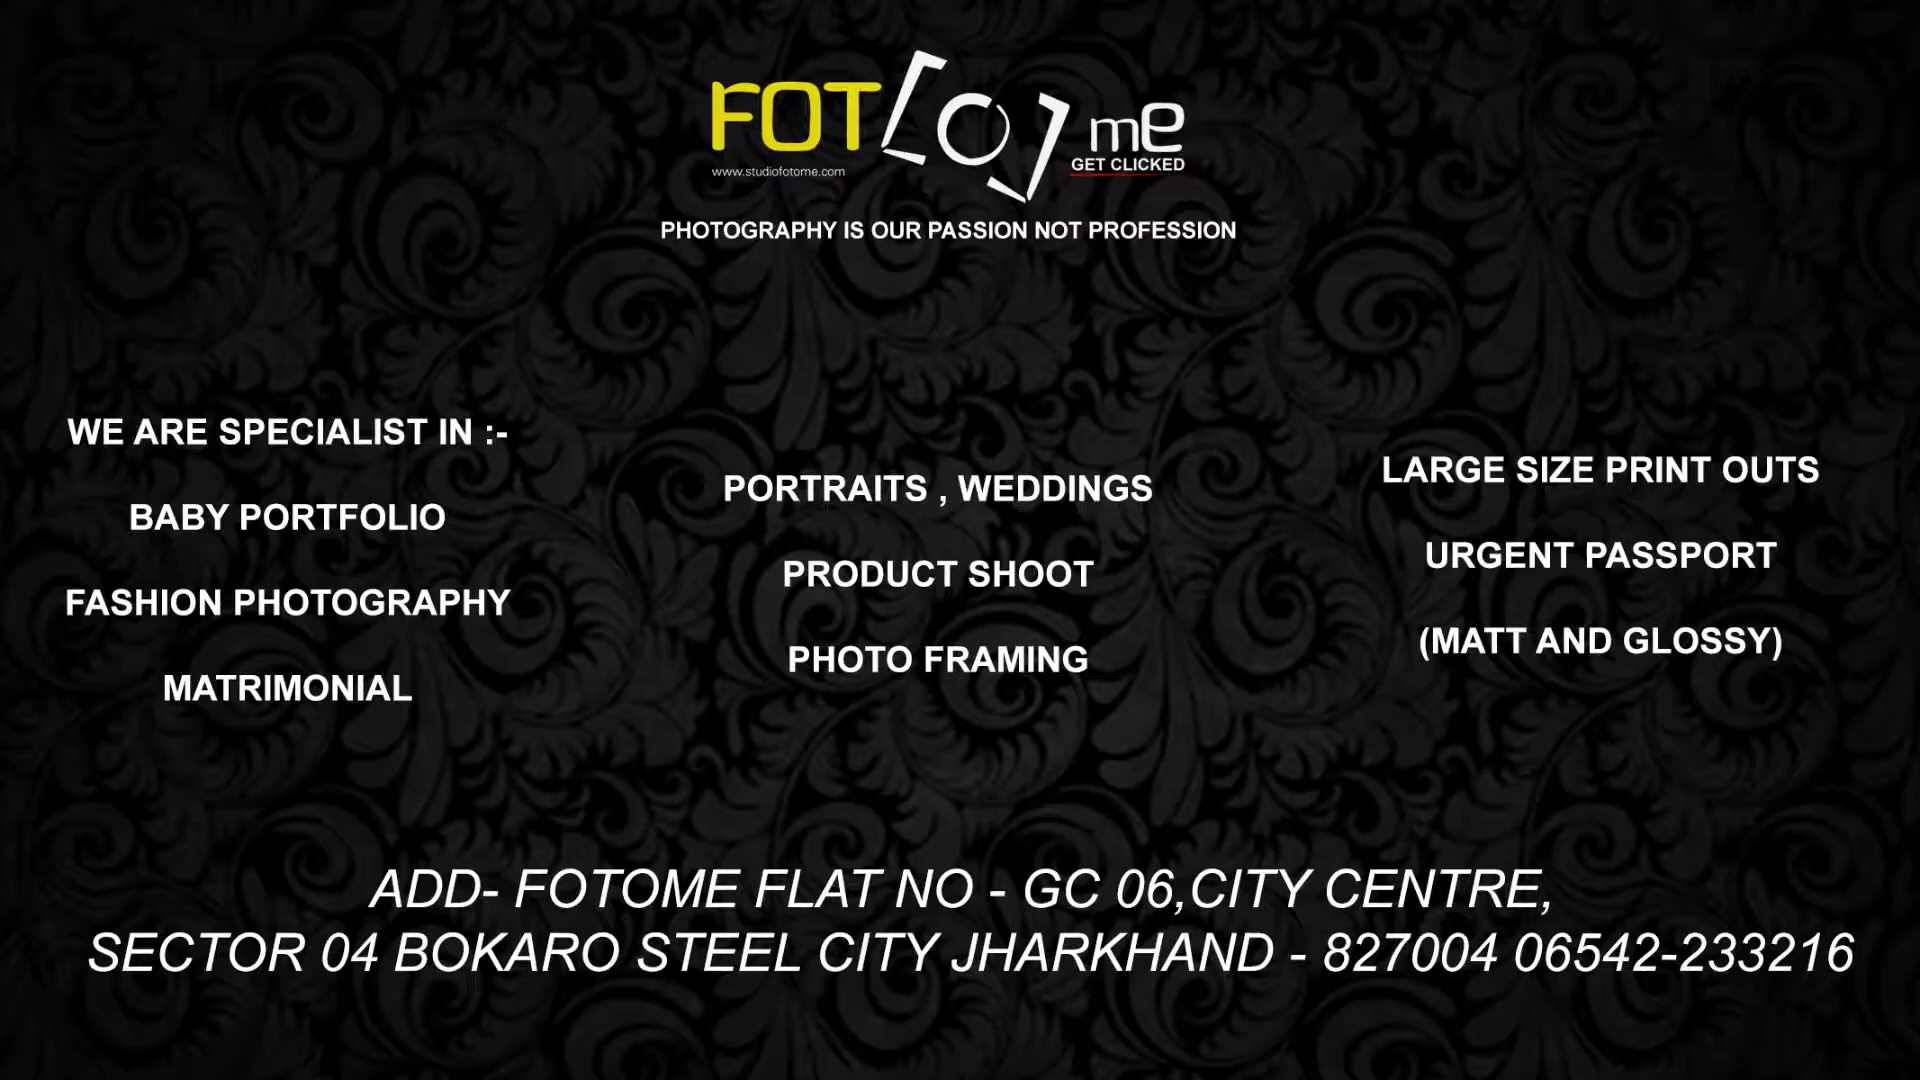 FOT[O]me
www.studiofotome.com
GET CLICKED
PHOTOGRAPHY IS OUR PASSION NOT PROFESSION
WE ARE SPECIALIST IN :-
BABY PORTFOLIO
FASHION PHOTOGRAPHY
MATRIMONIAL
PORTRAITS , WEDDINGS
PRODUCT SHOOT
PHOTO FRAMING
LARGE SIZE PRINT OUTS
URGENT PASSPORT
(MATT AND GLOSSY)
ADD- FOTOME FLAT NO - GC 06,CITY CENTRE,
SECTOR 04 BOKARO STEEL CITY JHARKHAND - 827004 06542-233216